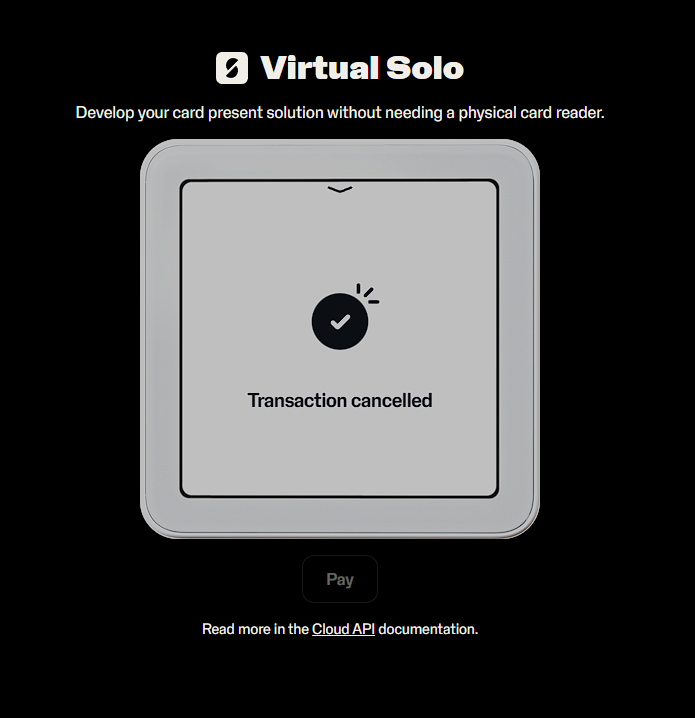 Virtual Solo
Develop your card present solution without needing a physical card reader.
Transaction cancelled
Pay
Read more in the Cloud API documentation.